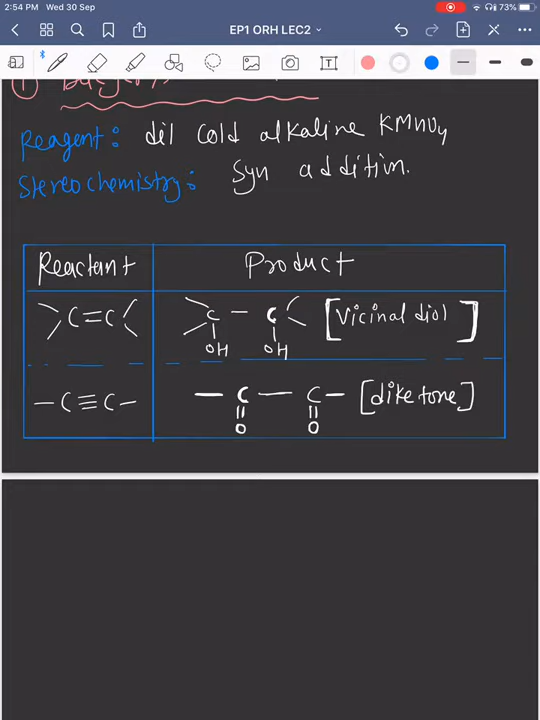 2:54 PM Wed 30 Sep
73%
EP1 ORH LEC2
T
Reagent: dil cold alkaline KMnO4
Stereochemistry: Syn addition.
Reactant Product
C=C C - C [Vicinal diol]
OH OH
-C≡C- - C - C - [diketone]
O O